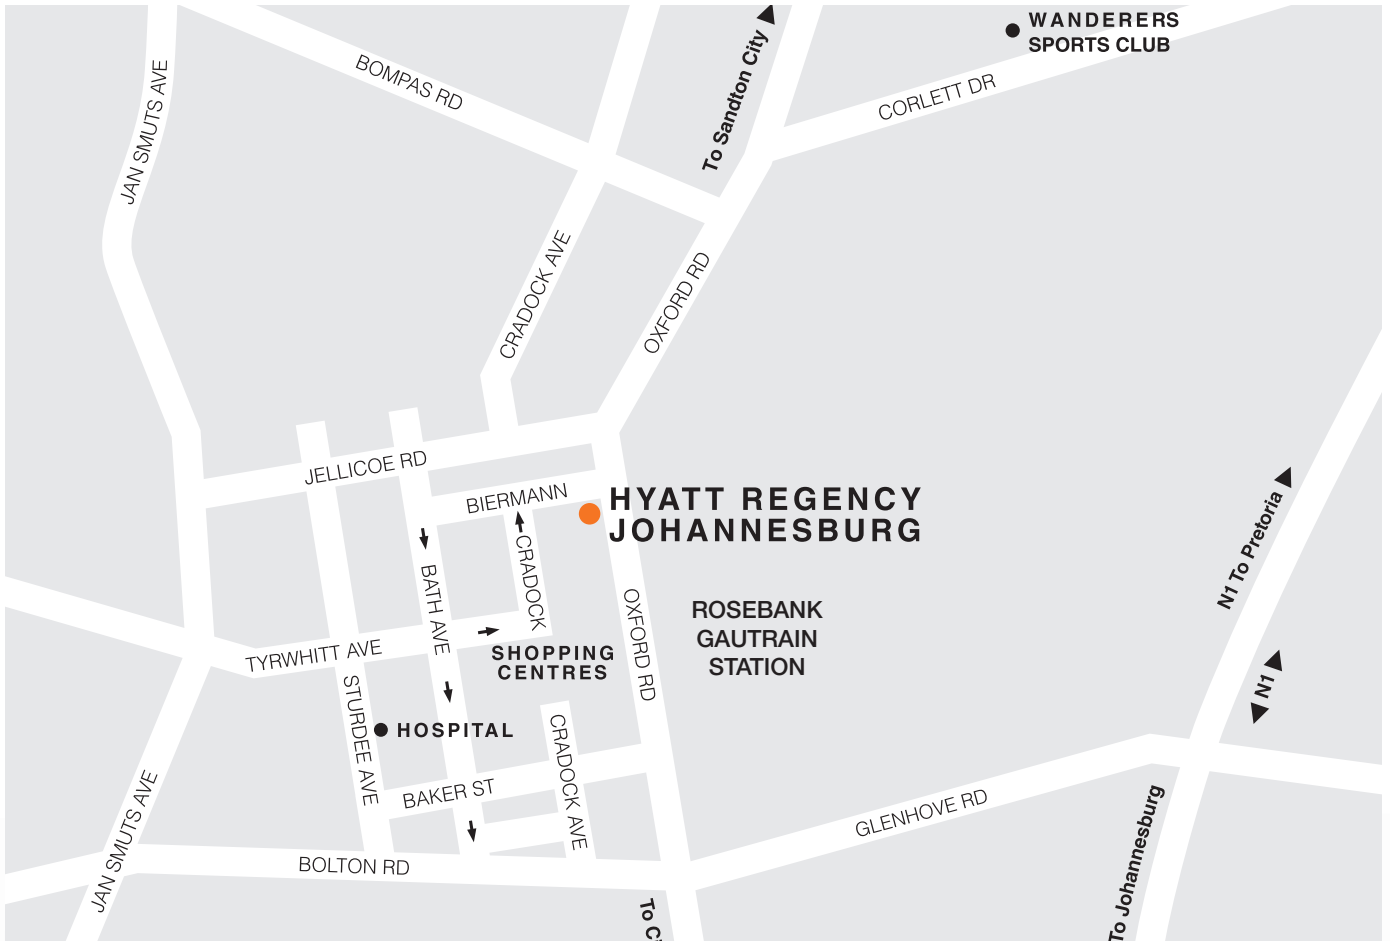 WANDERERS
SPORTS CLUB
To Sandton City
BOMPAS RD
CORLETT DR
JAN SMUTS AVE
CRADOCK AVE
OXFORD RD
JELLICOE RD
BIERMANN
HYATT REGENCY
JOHANNESBURG
N1 To Pretoria
CRADOCK
BATH AVE
OXFORD RD
ROSEBANK
GAUTRAIN
STATION
TYRWHITT AVE
SHOPPING
CENTRES
N1
STURDEE AVE
HOSPITAL
CRADOCK AVE
BAKER ST
GLENHOVE RD
JAN SMUTS AVE
To Johannesburg
BOLTON RD
To